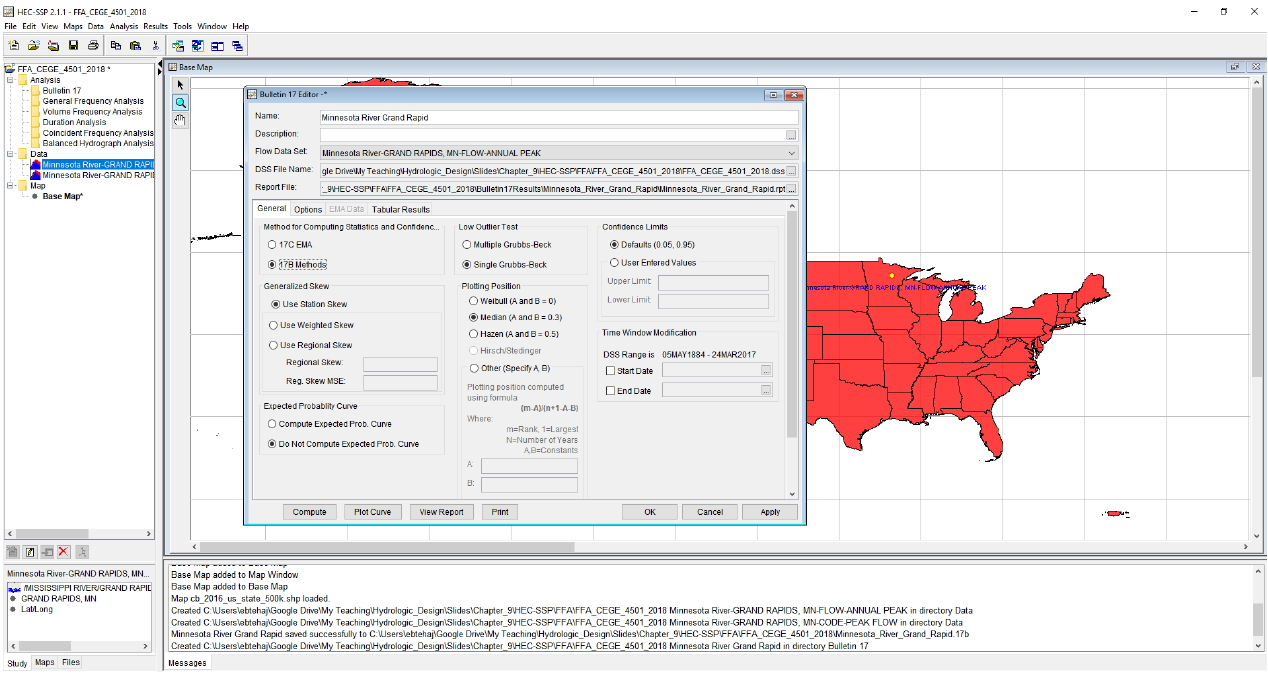 HEC-SSP 2.1.1 - FFA_CEGE_4501_2018
File Edit View Maps Data Analysis Results Tools Window Help
FFA_CEGE_4501_2018 *
Analysis
Bulletin 17
General Frequency Analysis
Volume Frequency Analysis
Duration Analysis
Coincident Frequency Analysis
Balanced Hydrograph Analysis
Data
Minnesota River-GRAND RAPI
Minnesota River-GRAND RAPI
Map
Base Map*
Minnesota River-GRAND RAPIDS, MN...
/MISSISSIPPI RIVER/GRAND RAPID
GRAND RAPIDS, MN
Lat/Long
Study Maps Files
Base Map
Bulletin 17 Editor -*
Name: Minnesota River Grand Rapid
Description:
Flow Data Set: Minnesota River-GRAND RAPIDS, MN-FLOW-ANNUAL PEAK
DSS File Name: gle Drive\My Teaching\Hydrologic_Design\Slides\Chapter_9\HEC-SSP\FFA\FFA_CEGE_4501_2018\FFA_CEGE_4501_2018.dss ...
Report File: :_9\HEC-SSP\FFA\FFA_CEGE_4501_2018\Bulletin17Results\Minnesota_River_Grand_Rapid\Minnesota_River_Grand_Rapid.rpt ...
General Options EMA Data Tabular Results
Method for Computing Statistics and Confidenc...
17C EMA
17B Methods
Generalized Skew
Use Station Skew
Use Weighted Skew
Use Regional Skew
Regional Skew:
Reg. Skew MSE:
Expected Probablity Curve
Compute Expected Prob. Curve
Do Not Compute Expected Prob. Curve
Low Outlier Test
Multiple Grubbs-Beck
Single Grubbs-Beck
Plotting Position
Weibull (A and B = 0)
Median (A and B = 0.3)
Hazen (A and B = 0.5)
Hirsch/Stedinger
Other (Specify A, B)
Plotting position computed
using formula
(m-A)/(n+1-A-B)
Where:
m=Rank, 1=Largest
N=Number of Years
A,B=Constants
A:
B:
Confidence Limits
Defaults (0.05, 0.95)
User Entered Values
Upper Limit:
Lower Limit:
Time Window Modification
DSS Range is 05MAY1884 - 24MAR2017
Start Date ...
End Date ...
Compute Plot Curve View Report Print OK Cancel Apply
nnesota River-GRAND RAPIDS, MN-FLOW-ANNUAL PEAK
Base Map added to Base Map
Base Map added to Map Window
Base Map added to Base Map
Map cb_2016_us_state_500k.shp loaded.
Created C:\Users\ebtehaj\Google Drive\My Teaching\Hydrologic_Design\Slides\Chapter_9\HEC-SSP\FFA\FFA_CEGE_4501_2018 Minnesota River-GRAND RAPIDS, MN-FLOW-ANNUAL PEAK in directory Data
Created C:\Users\ebtehaj\Google Drive\My Teaching\Hydrologic_Design\Slides\Chapter_9\HEC-SSP\FFA\FFA_CEGE_4501_2018 Minnesota River-GRAND RAPIDS, MN-CODE-PEAK FLOW in directory Data
Minnesota River Grand Rapid saved successfully to C:\Users\ebtehaj\Google Drive\My Teaching\Hydrologic_Design\Slides\Chapter_9\HEC-SSP\FFA\FFA_CEGE_4501_2018\Minnesota_River_Grand_Rapid.17b
Created C:\Users\ebtehaj\Google Drive\My Teaching\Hydrologic_Design\Slides\Chapter_9\HEC-SSP\FFA\FFA_CEGE_4501_2018 Minnesota River Grand Rapid in directory Bulletin 17
Messages